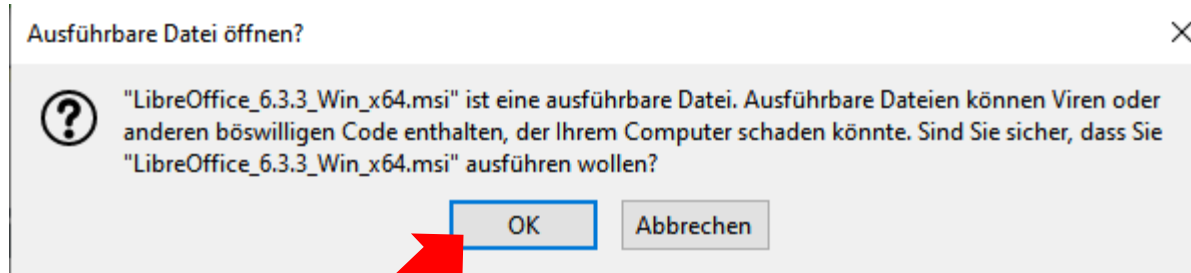 Ausführbare Datei öffnen?
"LibreOffice_6.3.3_Win_x64.msi" ist eine ausführbare Datei. Ausführbare Dateien können Viren oder
anderen böswilligen Code enthalten, der Ihrem Computer schaden könnte. Sind Sie sicher, dass Sie
"LibreOffice_6.3.3_Win_x64.msi" ausführen wollen?
OK Abbrechen